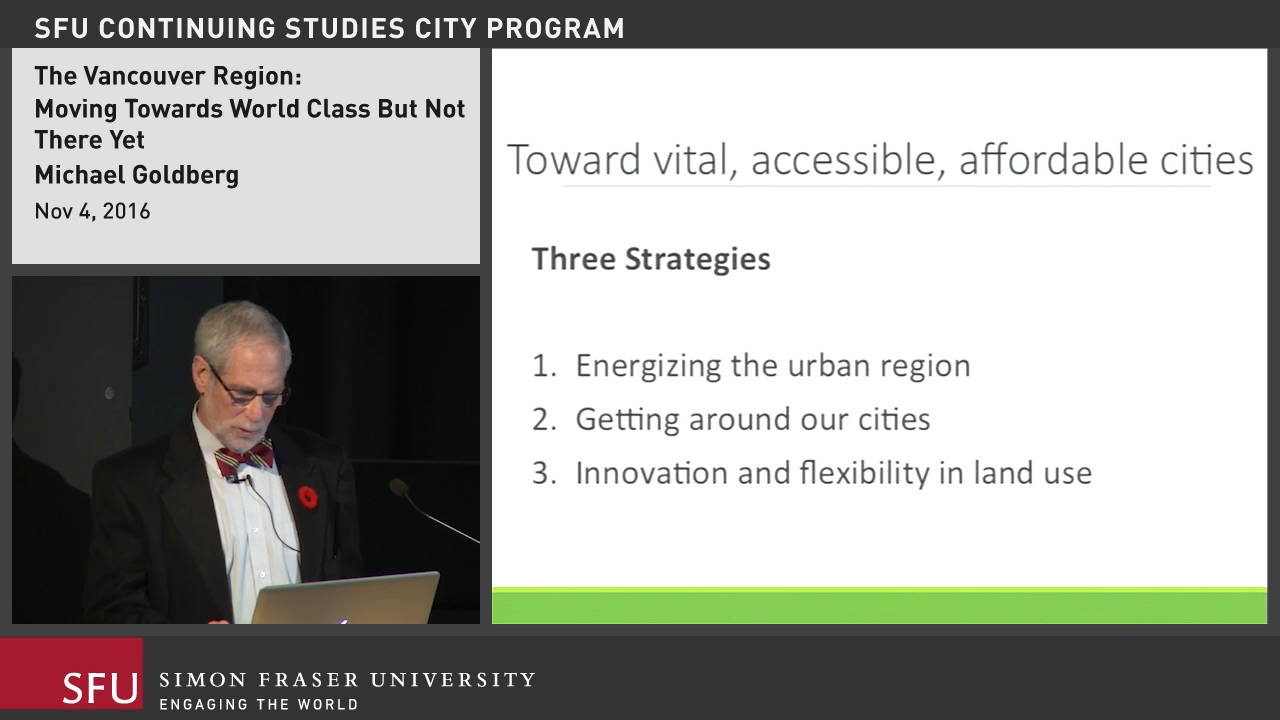 SFU CONTINUING STUDIES CITY PROGRAM
The Vancouver Region:
Moving Towards World Class But Not
There Yet
Michael Goldberg
Nov 4, 2016
Toward vital, accessible, affordable cities
Three Strategies
1. Energizing the urban region
2. Getting around our cities
3. Innovation and flexibility in land use
SFU
SIMON FRASER UNIVERSITY
ENGAGING THE WORLD